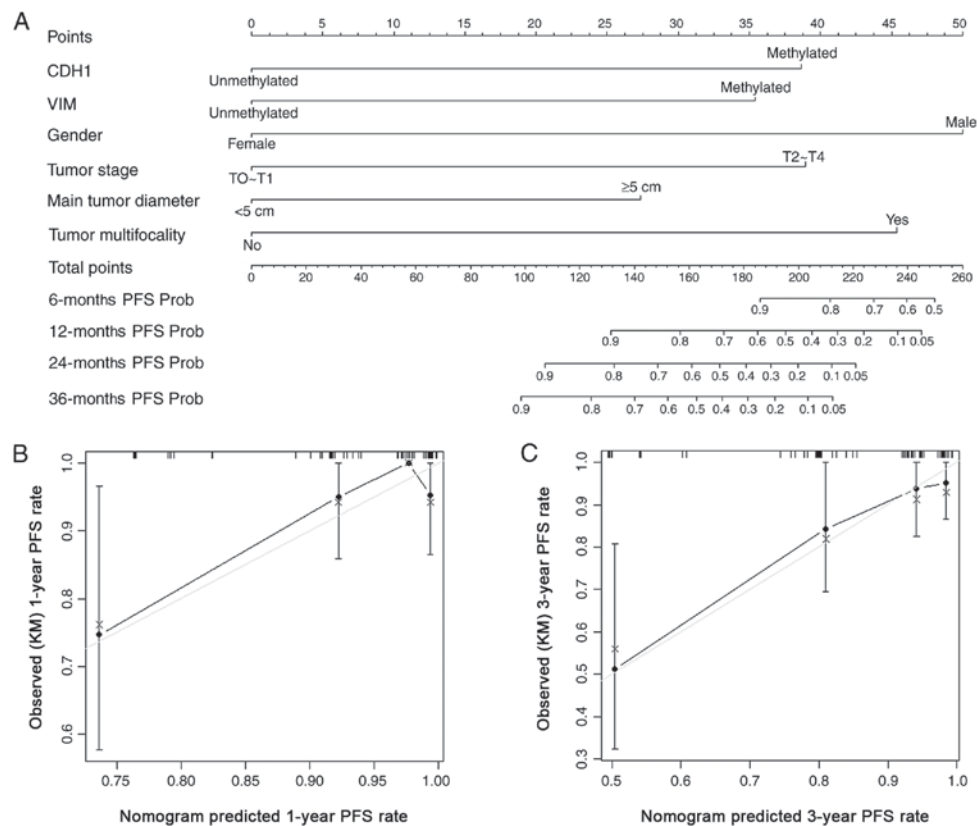 A
Points
0 5 10 15 20 25 30 35 40 45 50
CDH1
Methylated
Unmethylated
VIM
Methylated
Unmethylated
Gender
Male
Female
Tumor stage
T2~T4
TO~T1
Main tumor diameter
≥5 cm
<5 cm
Tumor multifocality
Yes
No
Total points
0 20 40 60 80 100 120 140 160 180 200 220 240 260
6-months PFS Prob
0.9 0.8 0.7 0.6 0.5
12-months PFS Prob
0.9 0.8 0.7 0.6 0.5 0.4 0.3 0.2 0.1 0.05
24-months PFS Prob
0.9 0.8 0.7 0.6 0.5 0.4 0.3 0.2 0.1 0.05
36-months PFS Prob
0.9 0.8 0.7 0.6 0.5 0.4 0.3 0.2 0.1 0.05
B
Observed (KM) 1-year PFS rate
1.0
0.9
0.8
0.7
0.6
0.75 0.80 0.85 0.90 0.95 1.00
Nomogram predicted 1-year PFS rate
C
Observed (KM) 3-year PFS rate
1.0
0.9
0.8
0.7
0.6
0.5
0.4
0.3
0.5 0.6 0.7 0.8 0.9 1.0
Nomogram predicted 3-year PFS rate